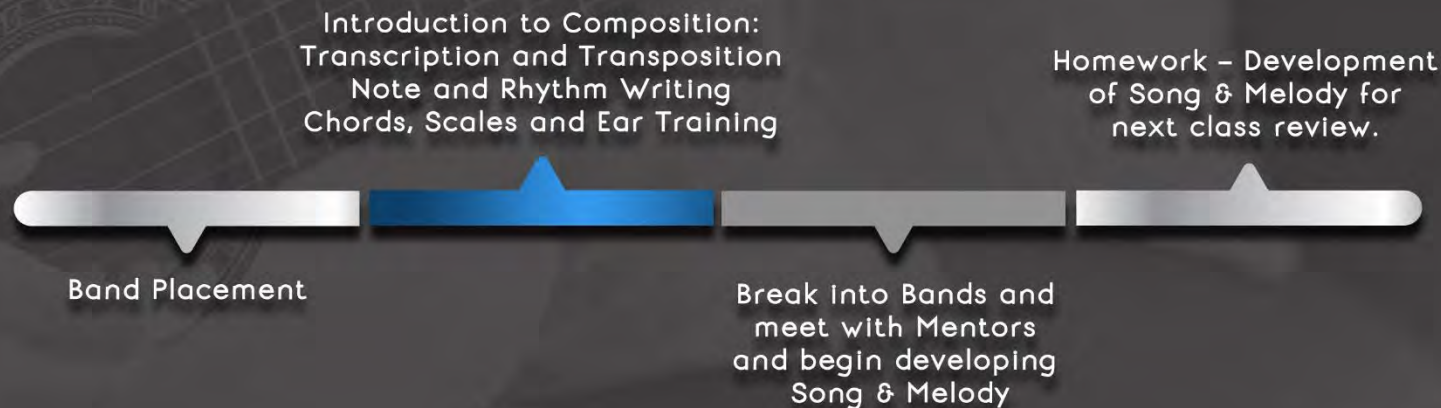 Band Placement
Introduction to Composition:
Transcription and Transposition
Note and Rhythm Writing
Chords, Scales and Ear Training
Break into Bands and
meet with Mentors
and begin developing
Song & Melody
Homework – Development
of Song & Melody for
next class review.